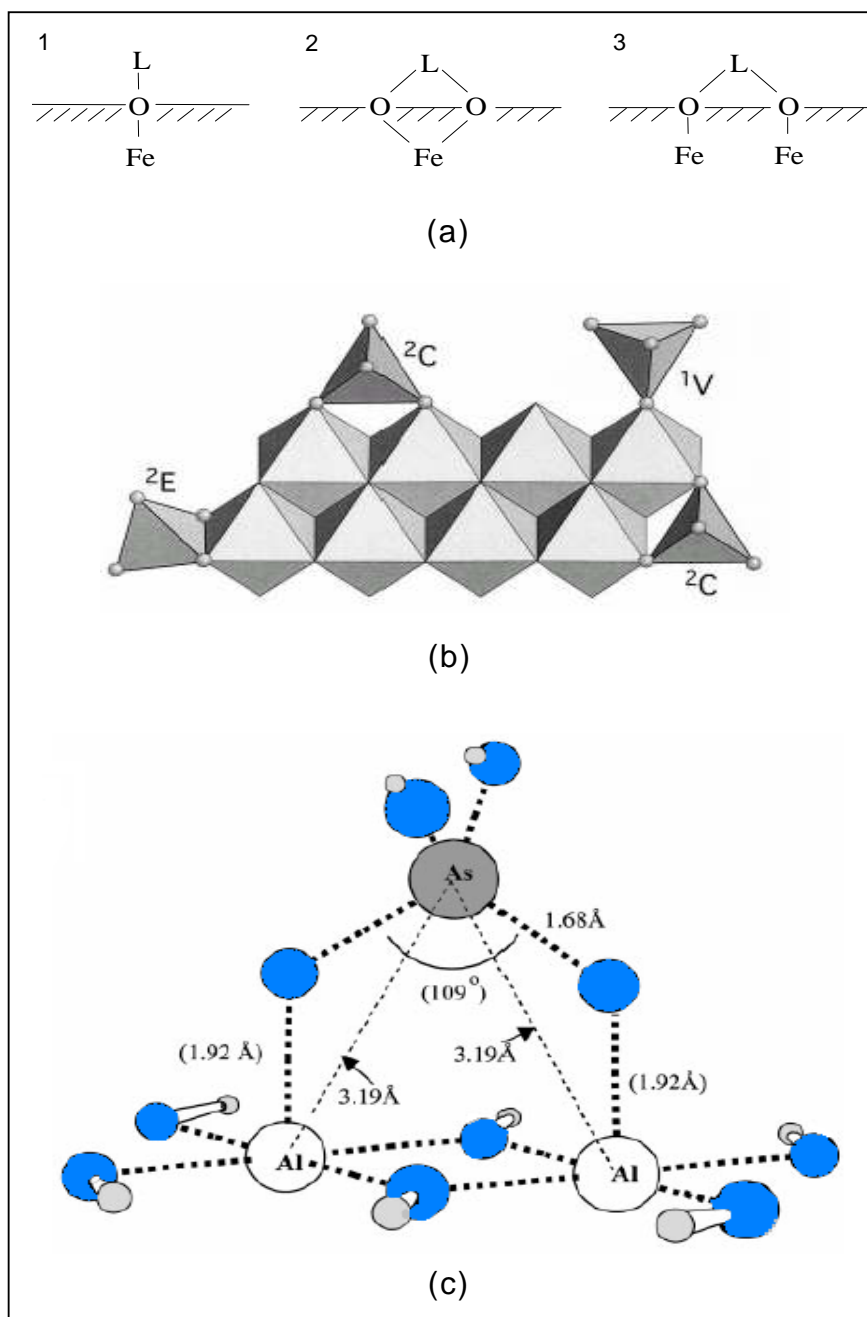 1 2 3
L L L
O O O O O
Fe Fe Fe Fe
(a)
²C
¹V
²E
²C
(b)
As
1.68Å
(109°)
(1.92 Å)
3.19Å
3.19Å
(1.92Å)
Al Al
(c)